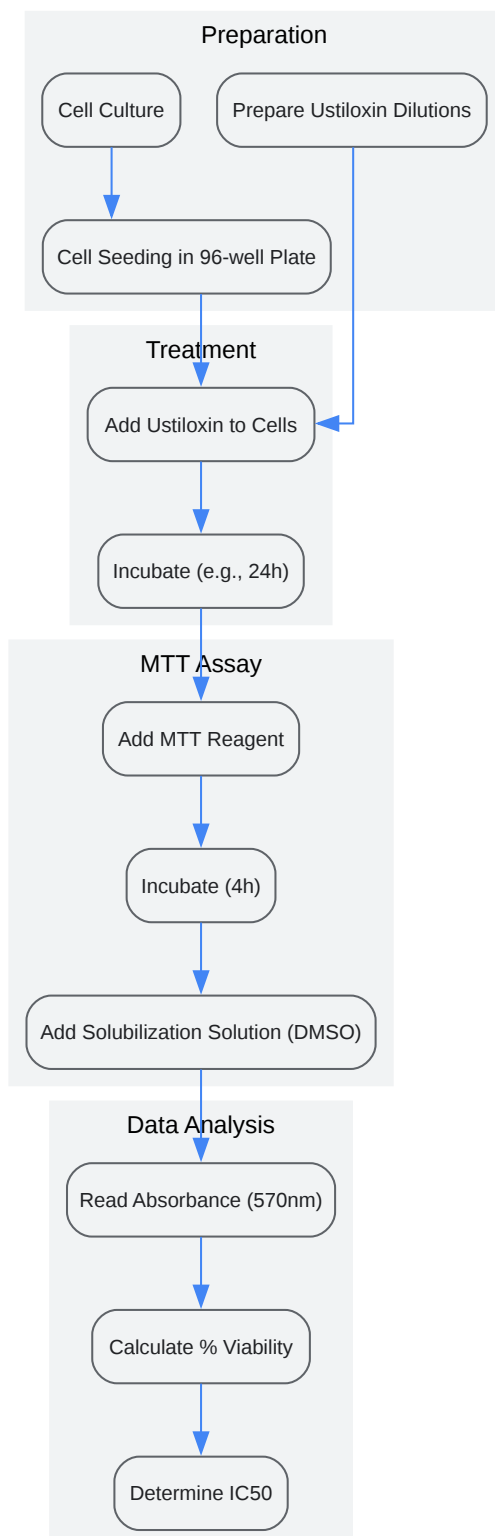 Preparation
Cell Culture
Prepare Ustiloxin Dilutions
Cell Seeding in 96-well Plate
Treatment
Add Ustiloxin to Cells
Incubate (e.g., 24h)
MTT Assay
Add MTT Reagent
Incubate (4h)
Add Solubilization Solution (DMSO)
Data Analysis
Read Absorbance (570nm)
Calculate % Viability
Determine IC50